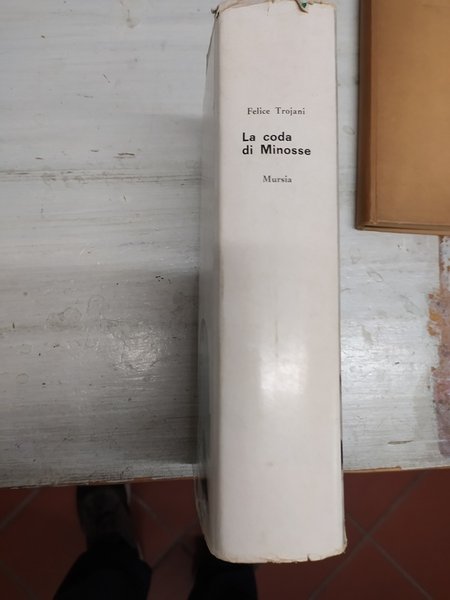 Felice Trojani
La coda
di Minosse
Mursia